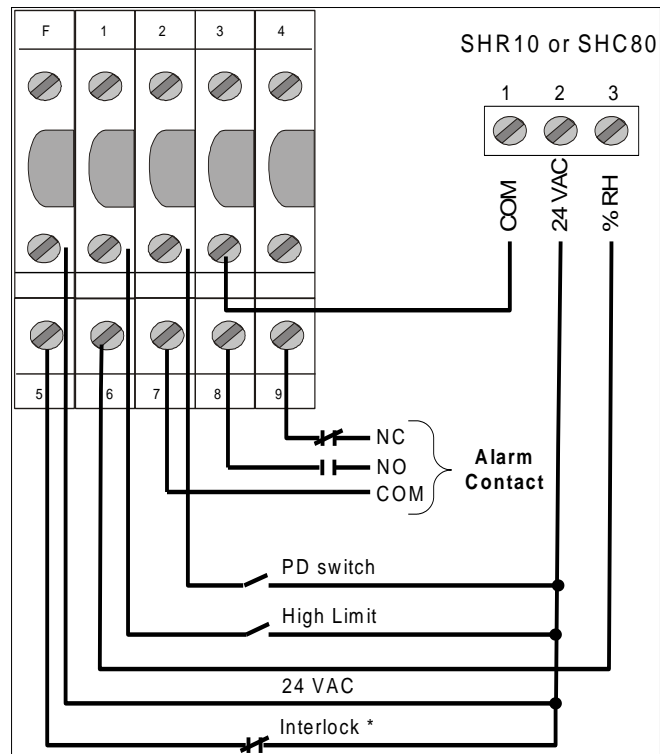 F 1 2 3 4
SHR10 or SHC80
1 2 3
COM
24 VAC
% RH
5 6 7 8 9
NC
NO
COM
Alarm
Contact
PD switch
High Limit
24 VAC
Interlock *